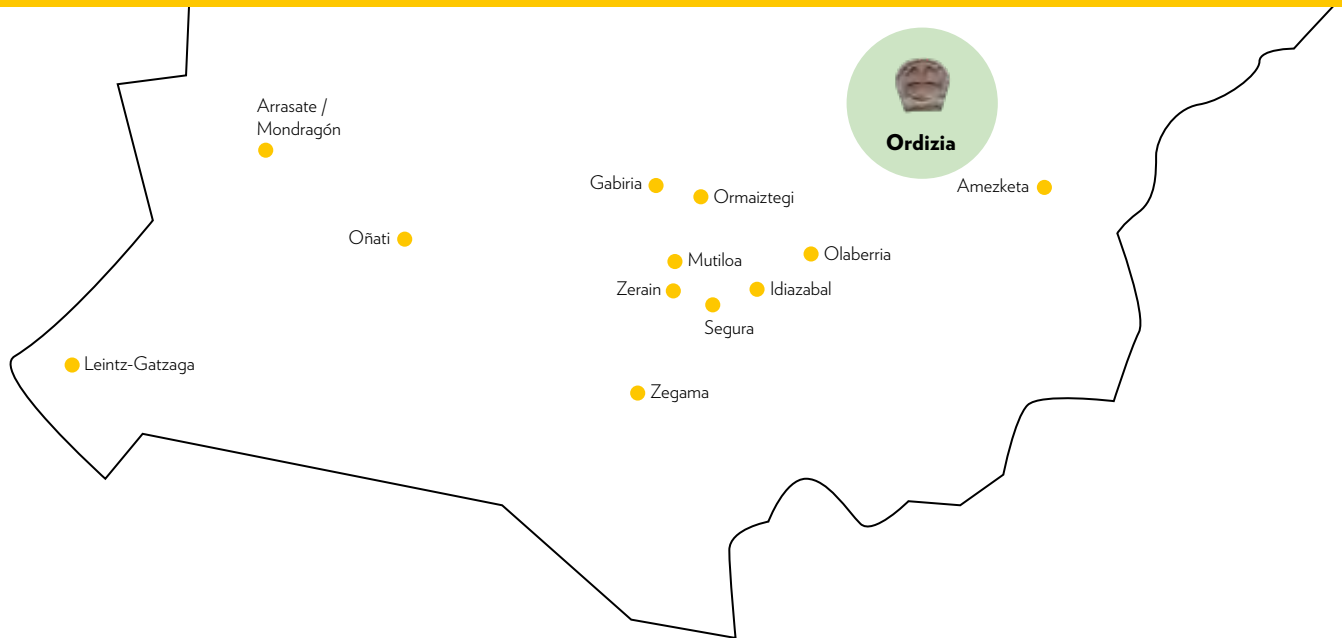 Arrasate /
Mondragón
Ordizia
Gabiria
Ormaiztegi
Amezketa
Oñati
Mutiloa
Olaberria
Zerain
Idiazabal
Segura
Leintz-Gatzaga
Zegama